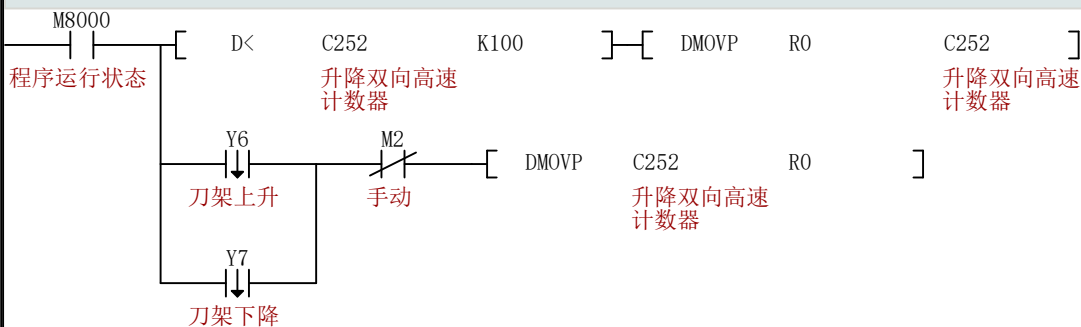 M8000
D< C252 K100 DMOVP R0 C252
程序运行状态 升降双向高速 升降双向高速
计数器 计数器
Y6 M2
DMOVP C252 R0
刀架上升 手动 升降双向高速
计数器
Y7
刀架下降